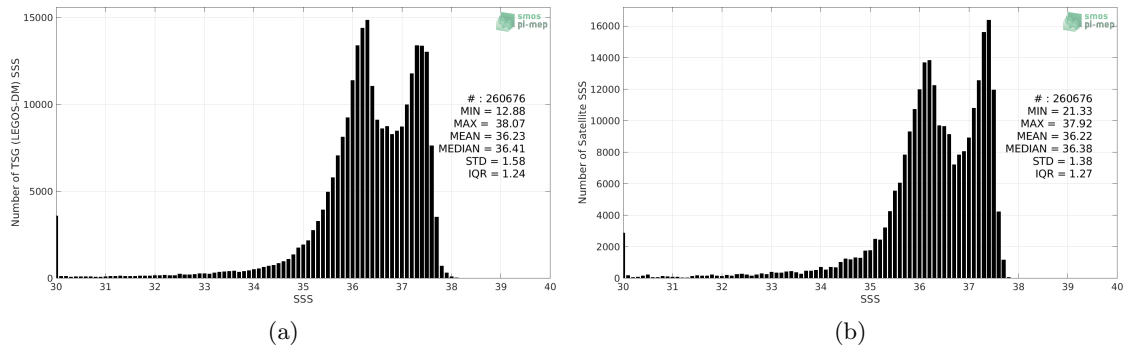 15000
10000
5000
0
Number of TSG (LEGOS-DM) SSS
smos
pi-mep
# : 260676
MIN = 12.88
MAX = 38.07
MEAN = 36.23
MEDIAN = 36.41
STD = 1.58
IQR = 1.24
30 31 32 33 34 35 36 37 38 39 40
SSS
(a)
16000
14000
12000
10000
8000
6000
4000
2000
0
Number of Satellite SSS
smos
pi-mep
# : 260676
MIN = 21.33
MAX = 37.92
MEAN = 36.22
MEDIAN = 36.38
STD = 1.38
IQR = 1.27
30 31 32 33 34 35 36 37 38 39 40
SSS
(b)